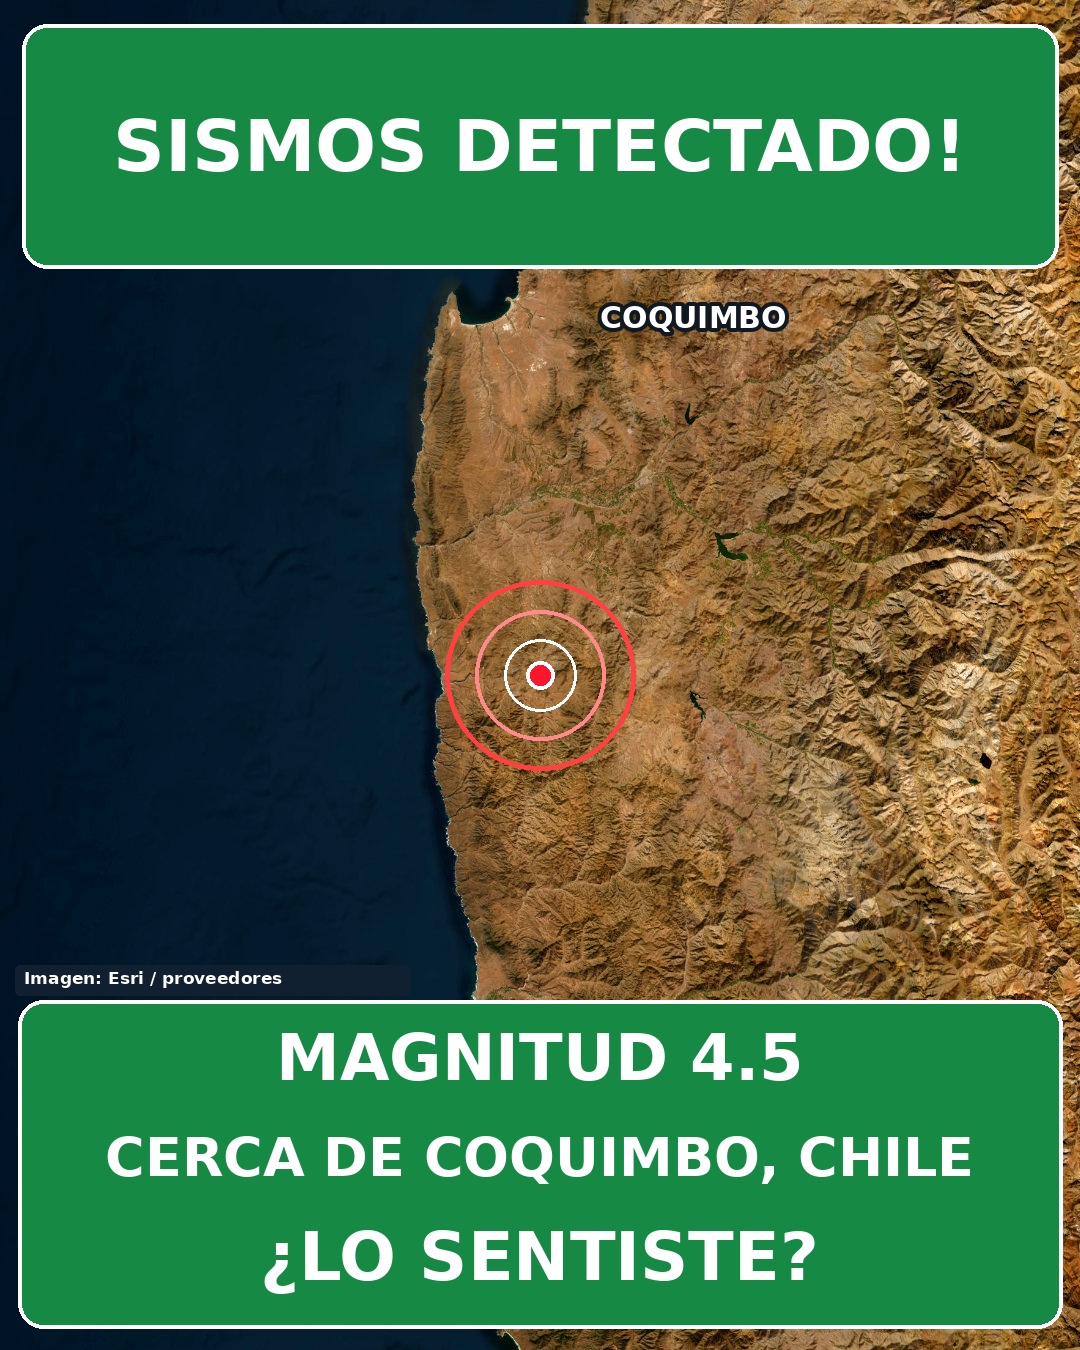 SISMOS DETECTADO!
COQUIMBO
Imagen: Esri / proveedores
MAGNITUD 4.5
CERCA DE COQUIMBO, CHILE
¿LO SENTISTE?